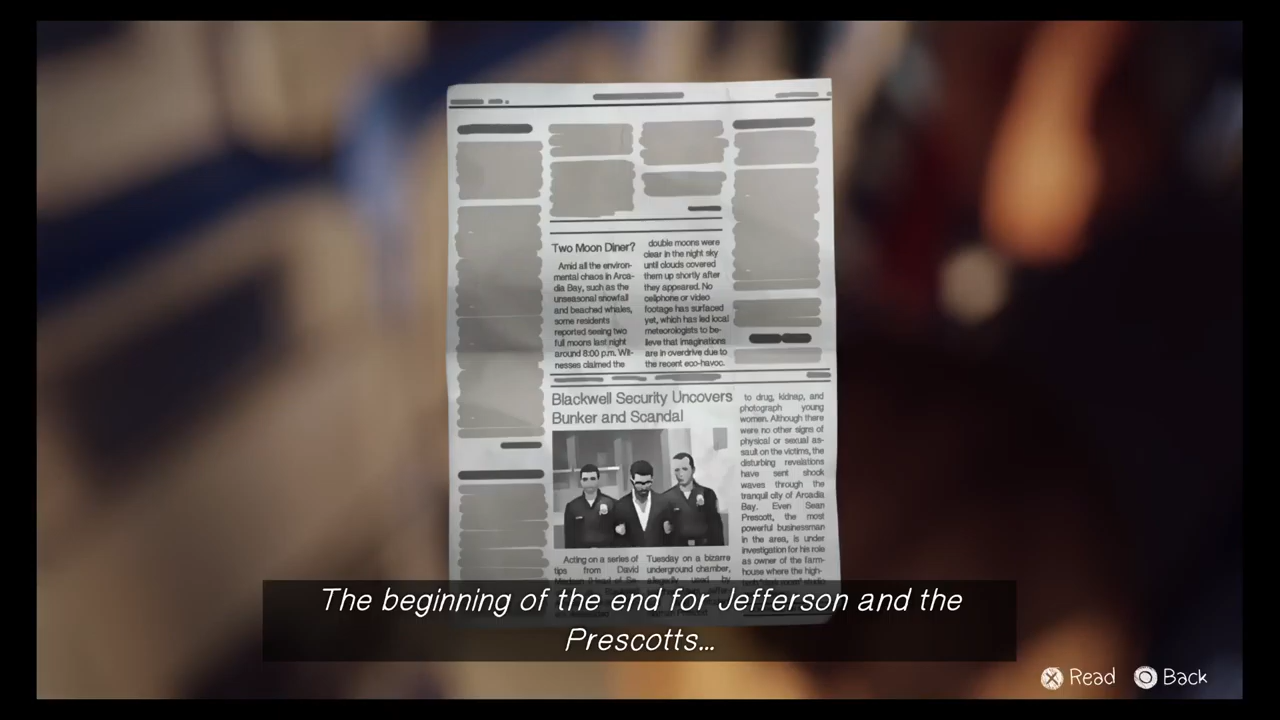 Two Moon Diner?
Amid all the environ-
mental chaos in Arca-
dia Bay, such as the
unseasonal snowfall
and beached whales,
some residents
reported seeing two
full moons last night
around 8:00 p.m. Wit-
nesses claimed the
double moons were
clear in the night sky
until clouds covered
them up shortly after
they appeared. No
cellphone or video
footage has surfaced
yet, which has led local
meteorologists to be-
lieve that imaginations
are in overdrive due to
the recent eco-havoc.
Blackwell Security Uncovers
Bunker and Scandal
Acting on a series of
tips from David
Tuesday on a bizarre
underground chamber,
allegedly used by
to drug, kidnap, and
photograph young
women. Although there
were no other signs of
physical or sexual as-
sault on the victims, the
disturbing revelations
have sent shock
waves through the
tranquil city of Arcadia
Bay. Even Sean
Prescott, the most
powerful businessman
in the area, is under
investigation for his role
as owner of the farm-
house where the high-
tech "dark room" studio
The beginning of the end for Jefferson and the
Prescotts...
Read
Back